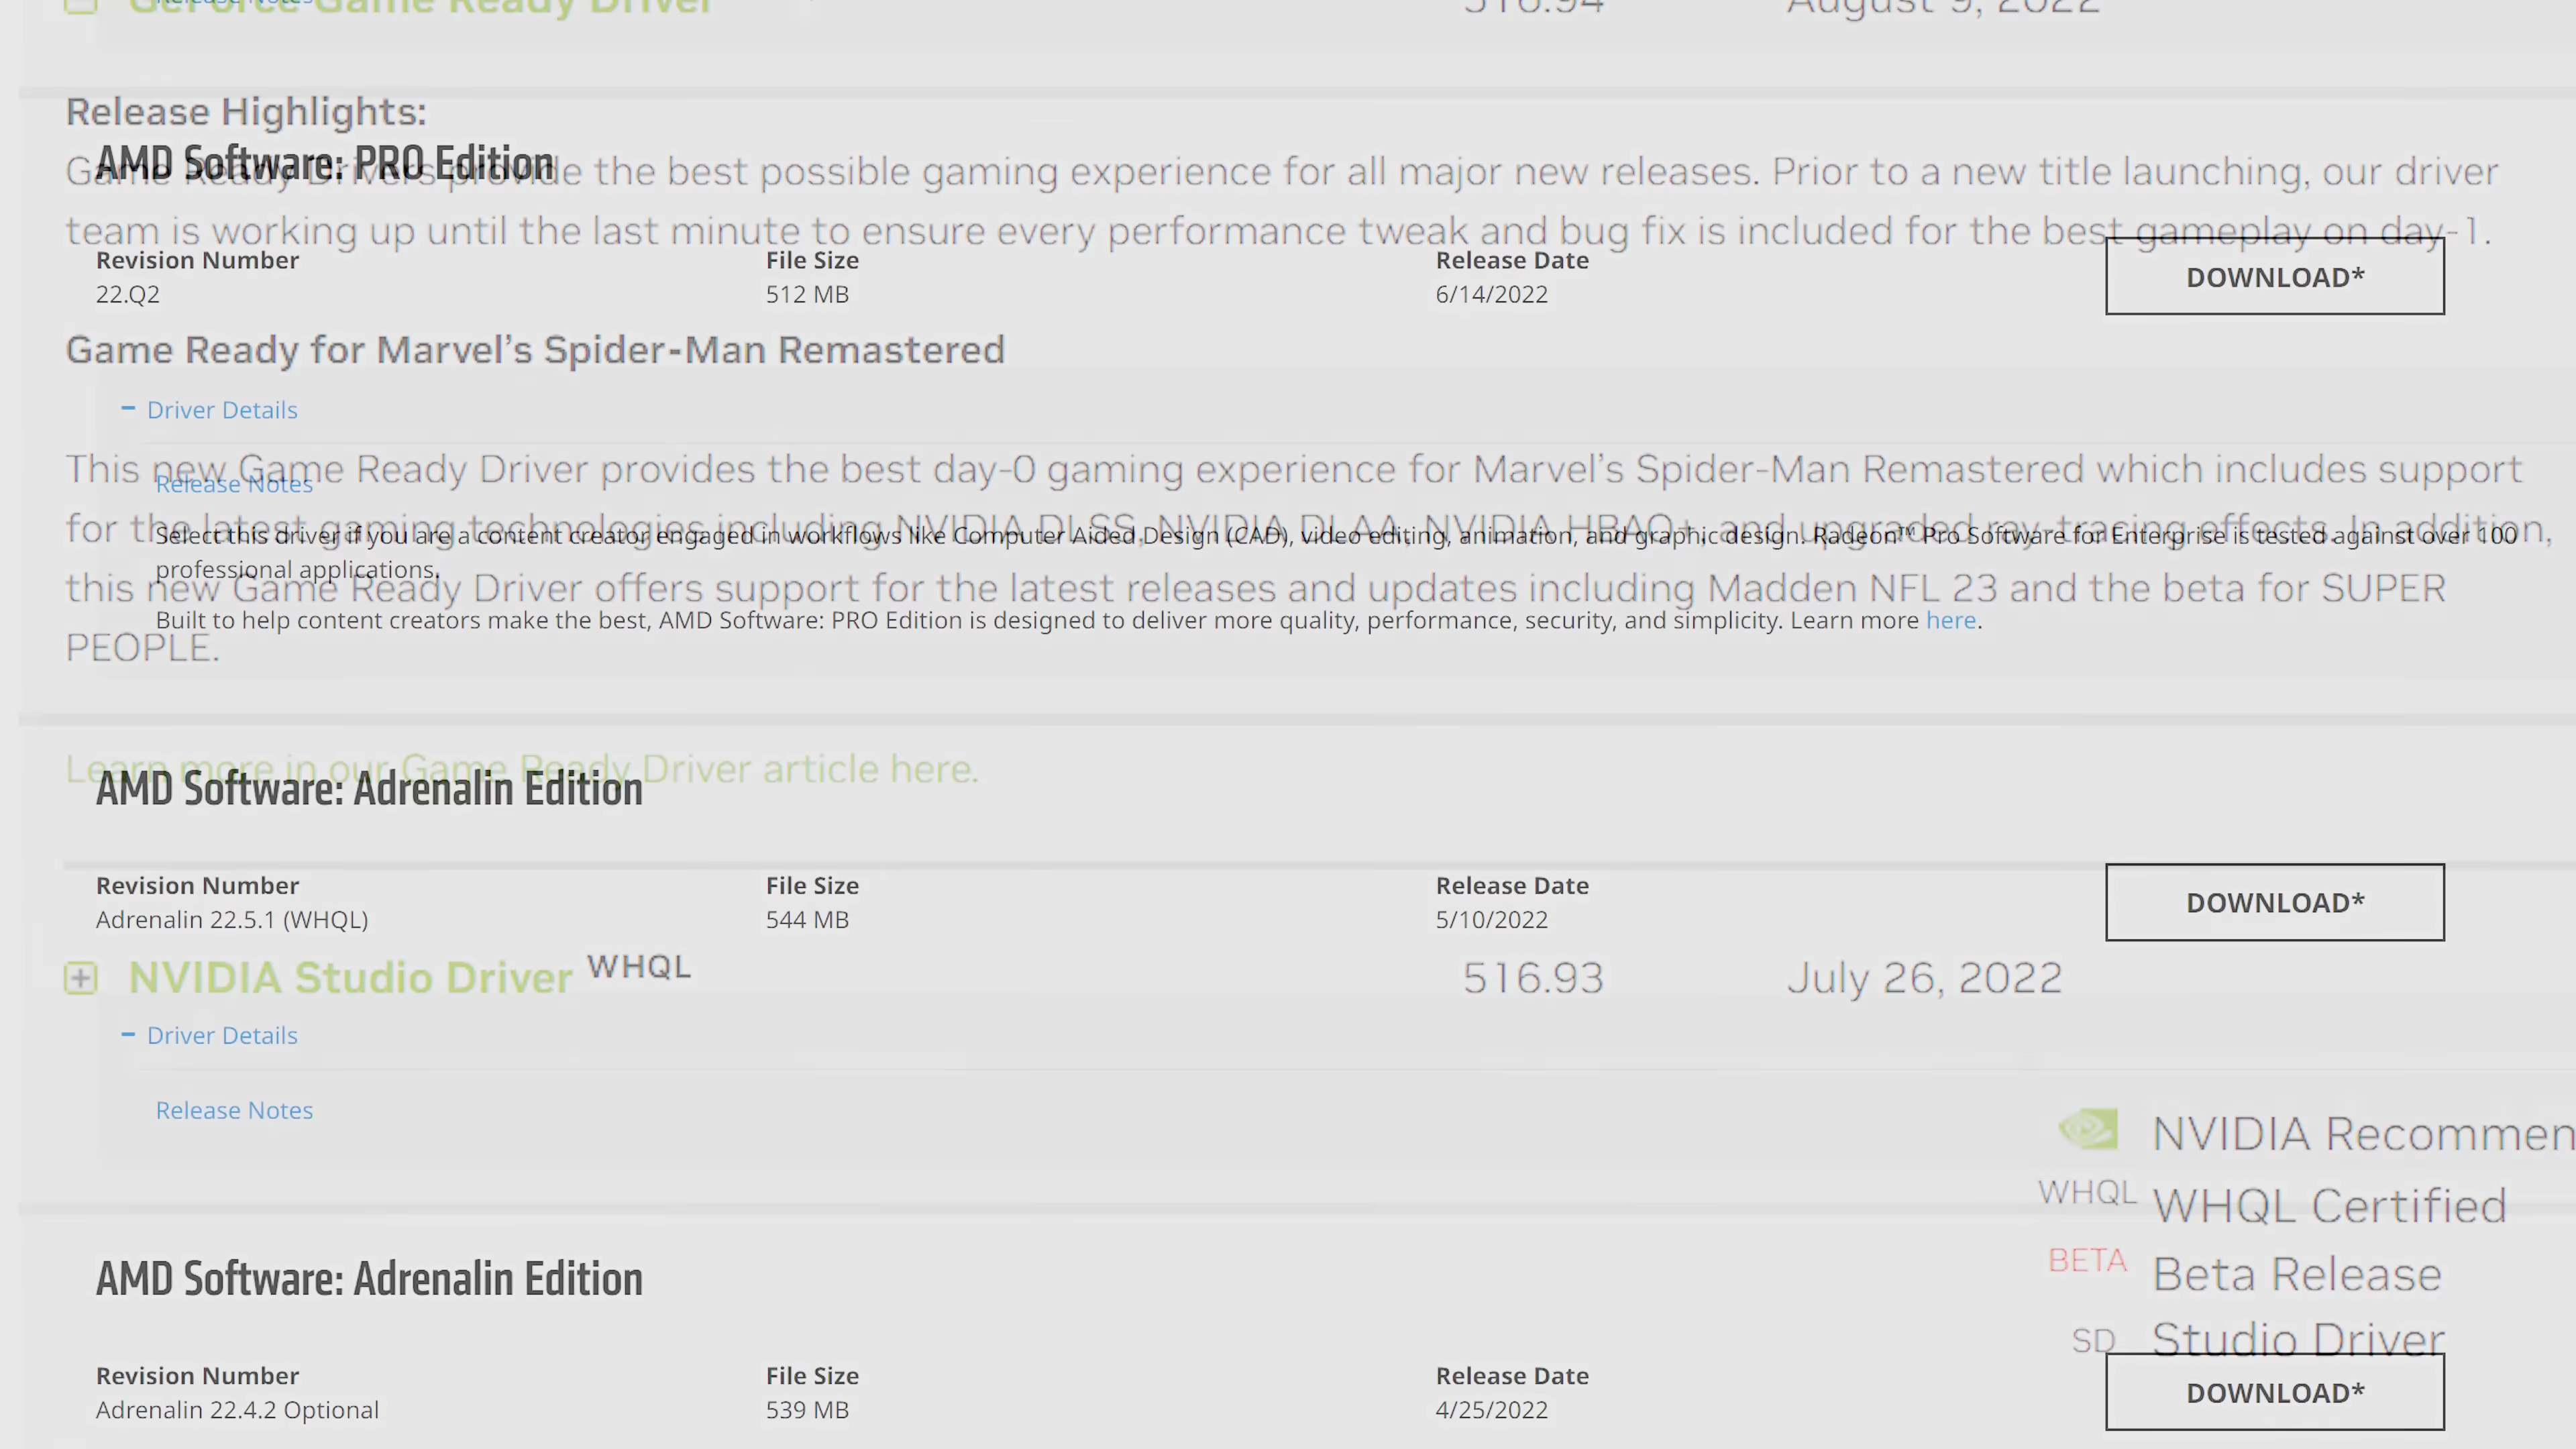 GeForce Game Ready Driver 516.94 August 9, 2022
Release Notes
Release Highlights:
AMD Software: PRO Edition
Game Ready Drivers provide the best possible gaming experience for all major new releases. Prior to a new title launching, our driver
team is working up until the last minute to ensure every performance tweak and bug fix is included for the best gameplay on day-1.
Revision Number File Size Release Date
DOWNLOAD*
22.Q2 512 MB 6/14/2022
Game Ready for Marvel's Spider-Man Remastered
– Driver Details
This new Game Ready Driver provides the best day-0 gaming experience for Marvel's Spider-Man Remastered which includes support
Release Notes
for the latest gaming technologies including NVIDIA DLSS, NVIDIA DLAA, NVIDIA HBAO+, and upgraded ray-tracing effects. In addition,
Select this driver if you are a content creator engaged in workflows like Computer Aided Design (CAD), video editing, animation, and graphic design. Radeon™ Pro Software for Enterprise is tested against over 100
professional applications.
this new Game Ready Driver offers support for the latest releases and updates including Madden NFL 23 and the beta for SUPER
Built to help content creators make the best, AMD Software: PRO Edition is designed to deliver more quality, performance, security, and simplicity. Learn more here.
PEOPLE.
Learn more in our Game Ready Driver article here.
AMD Software: Adrenalin Edition
Revision Number File Size Release Date
DOWNLOAD*
Adrenalin 22.5.1 (WHQL) 544 MB 5/10/2022
NVIDIA Studio Driver WHQL 516.93 July 26, 2022
– Driver Details
Release Notes
NVIDIA Recommen
WHQL WHQL Certified
BETA Beta Release
AMD Software: Adrenalin Edition
SD Studio Driver
Revision Number File Size Release Date
DOWNLOAD*
Adrenalin 22.4.2 Optional 539 MB 4/25/2022